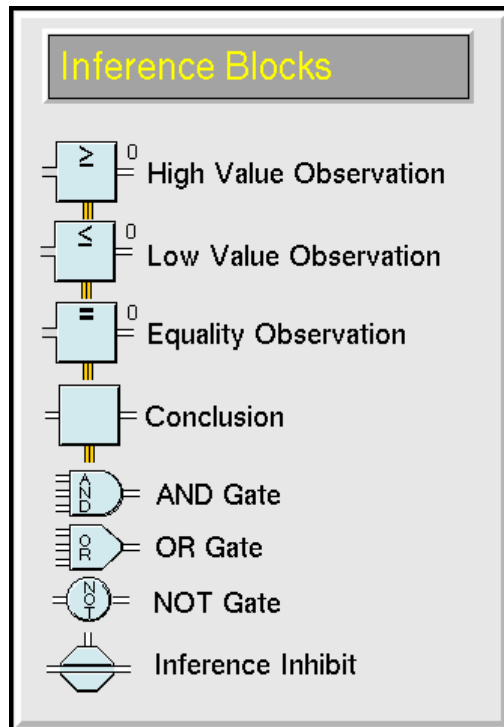 Inference Blocks
≥ 0 High Value Observation
≤ 0 Low Value Observation
= 0 Equality Observation
Conclusion
AND AND Gate
OR OR Gate
NOT NOT Gate
Inference Inhibit